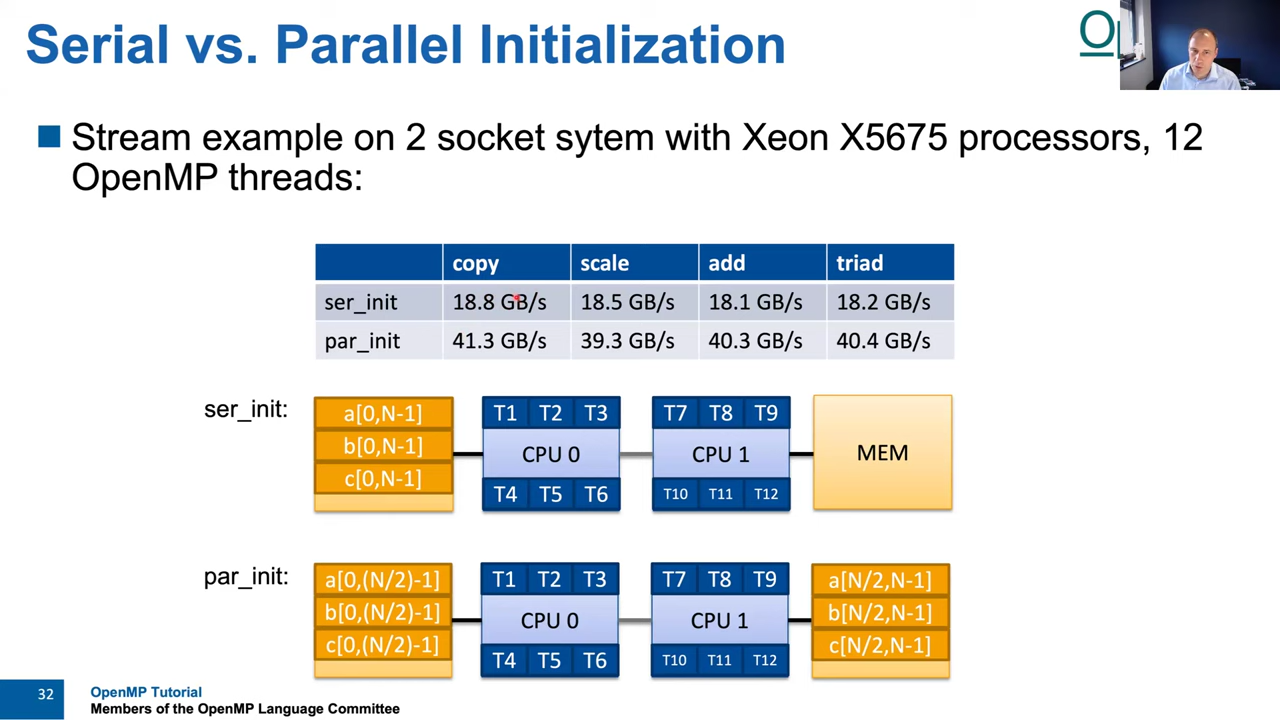 Serial vs. Parallel Initialization
Stream example on 2 socket sytem with Xeon X5675 processors, 12
OpenMP threads:
copy scale add triad
ser_init 18.8 GB/s 18.5 GB/s 18.1 GB/s 18.2 GB/s
par_init 41.3 GB/s 39.3 GB/s 40.3 GB/s 40.4 GB/s
ser_init:
a[0,N-1]
b[0,N-1]
c[0,N-1]
T1 T2 T3
CPU 0
T4 T5 T6
T7 T8 T9
CPU 1
T10 T11 T12
MEM
par_init:
a[0,(N/2)-1]
b[0,(N/2)-1]
c[0,(N/2)-1]
T1 T2 T3
CPU 0
T4 T5 T6
T7 T8 T9
CPU 1
T10 T11 T12
a[N/2,N-1]
b[N/2,N-1]
c[N/2,N-1]
32
OpenMP Tutorial
Members of the OpenMP Language Committee